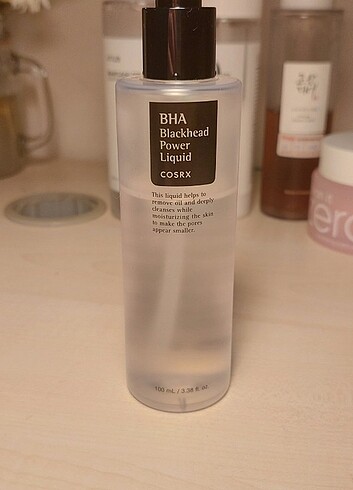 BHA
Blackhead
Power
Liquid
COSRX
This liquid helps to
remove oil and deeply
cleanses while
moisturizing the skin
to make the pores
appear smaller.
100 mL / 3.38 fl. oz.